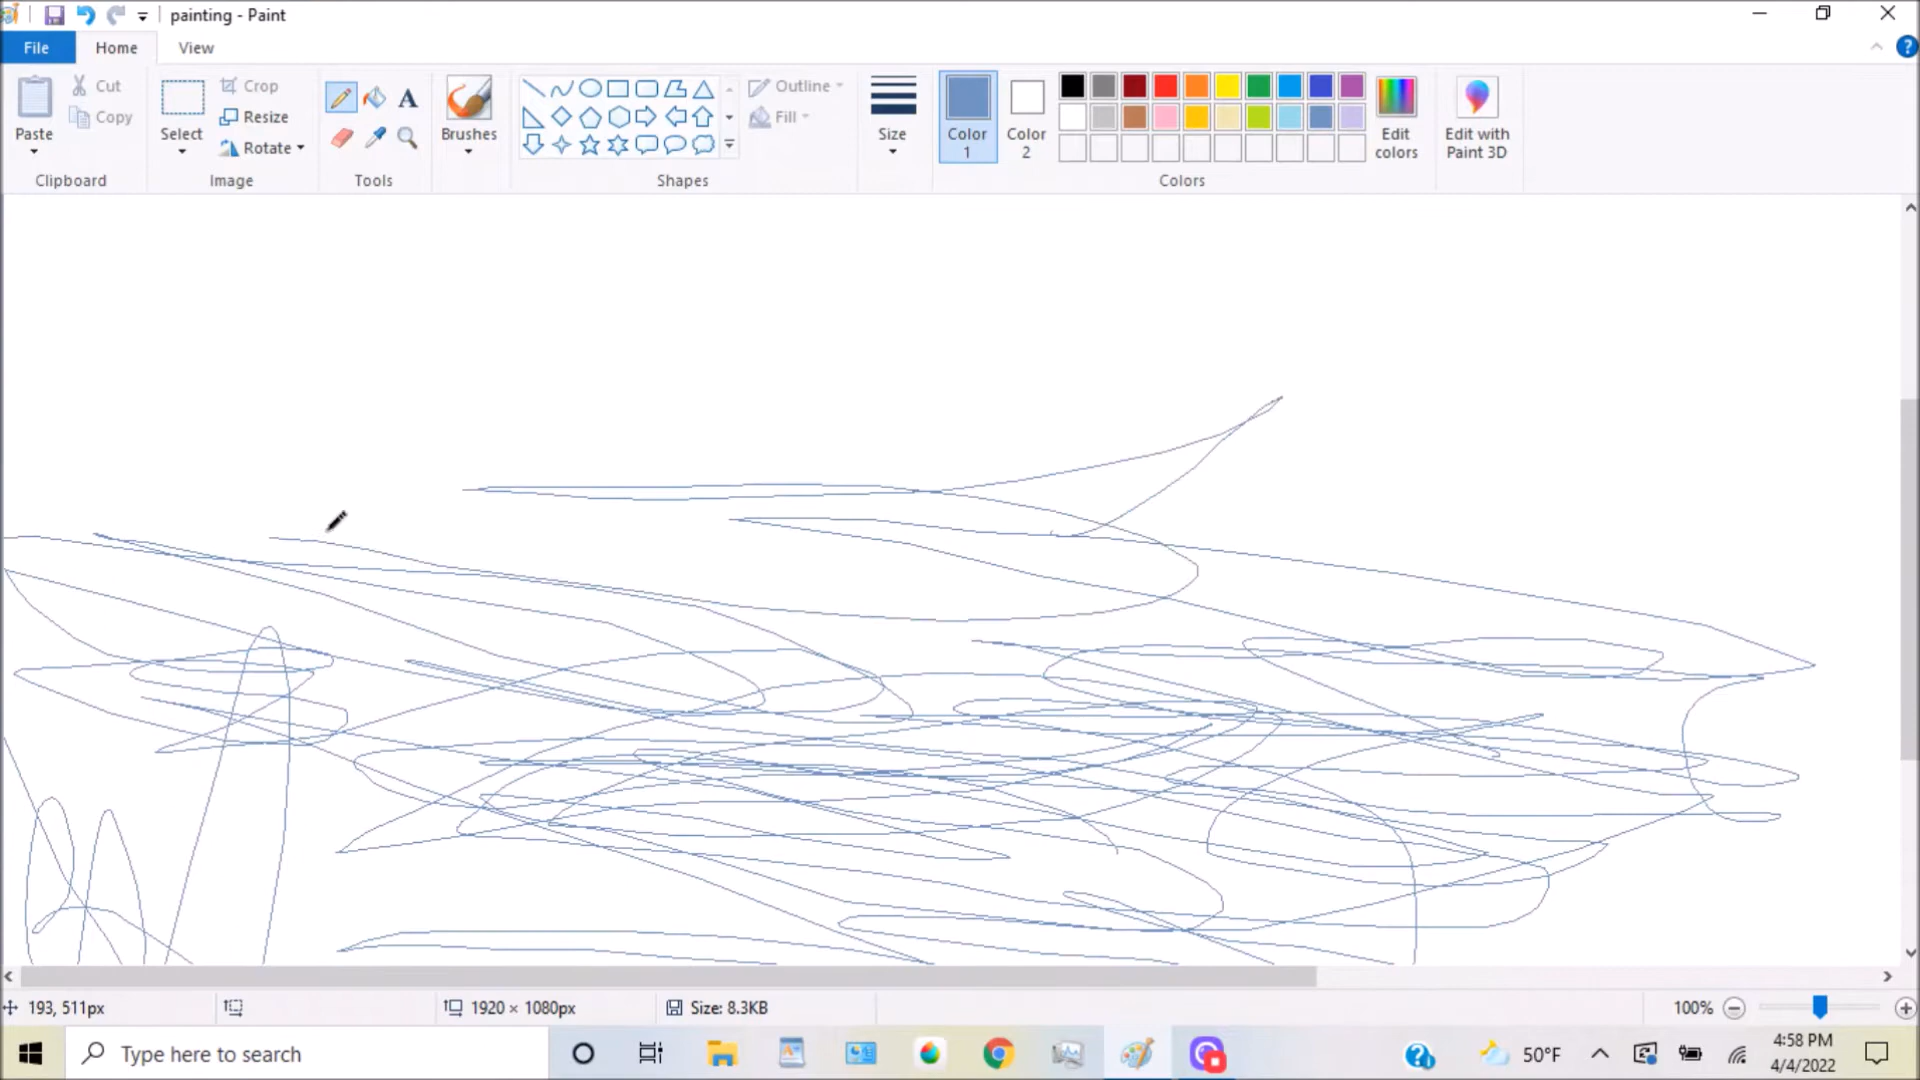 painting - Paint
File Home View
Paste Cut Copy Clipboard
Select Crop Resize Rotate Image
A Tools
Brushes
Outline Fill Shapes
Size
Color 1 Color 2 Edit colors Colors
Edit with Paint 3D
193, 511px 1920 × 1080px Size: 8.3KB 100%
Type here to search 50°F 4:58 PM
4/4/2022